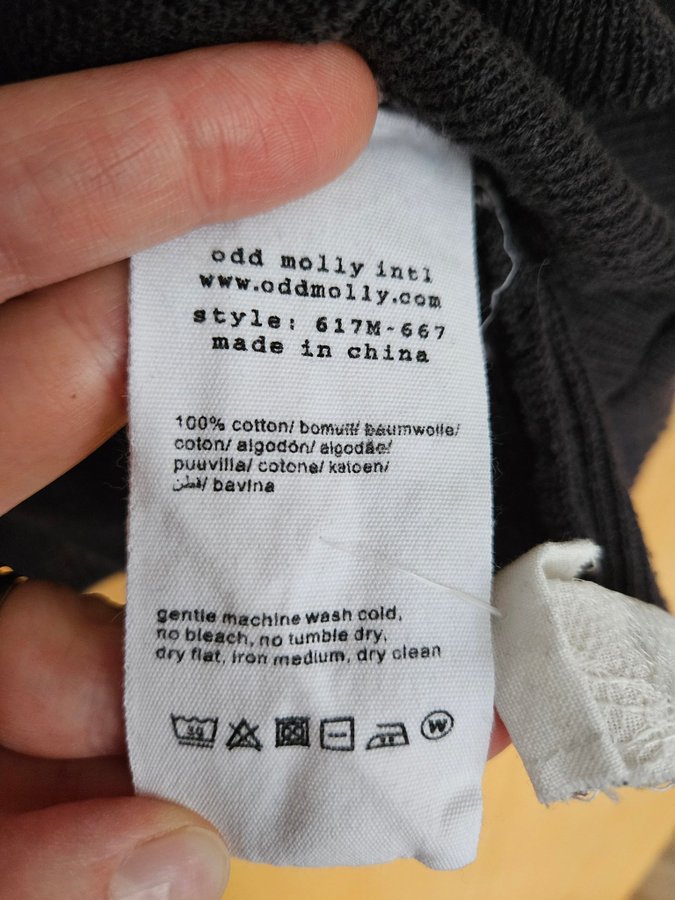 odd molly intl
www.oddmolly.com
style: 617M-667
made in china
100% cotton/ bomull/ baumwolle/
coton/ algodón/ algodão/
puuvilla/ cotone/ katoen/
قطن/ bavlna
gentle machine wash cold,
no bleach, no tumble dry,
dry flat, iron medium, dry clean
30 W